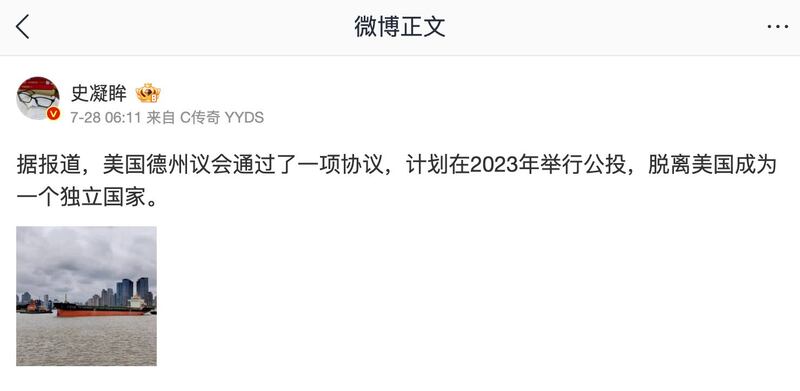 微博正文
史凝眸
7-28 06:11 来自 C传奇 YYDS
据报道，美国德州议会通过了一项协议，计划在2023年举行公投，脱离美国成为
一个独立国家。